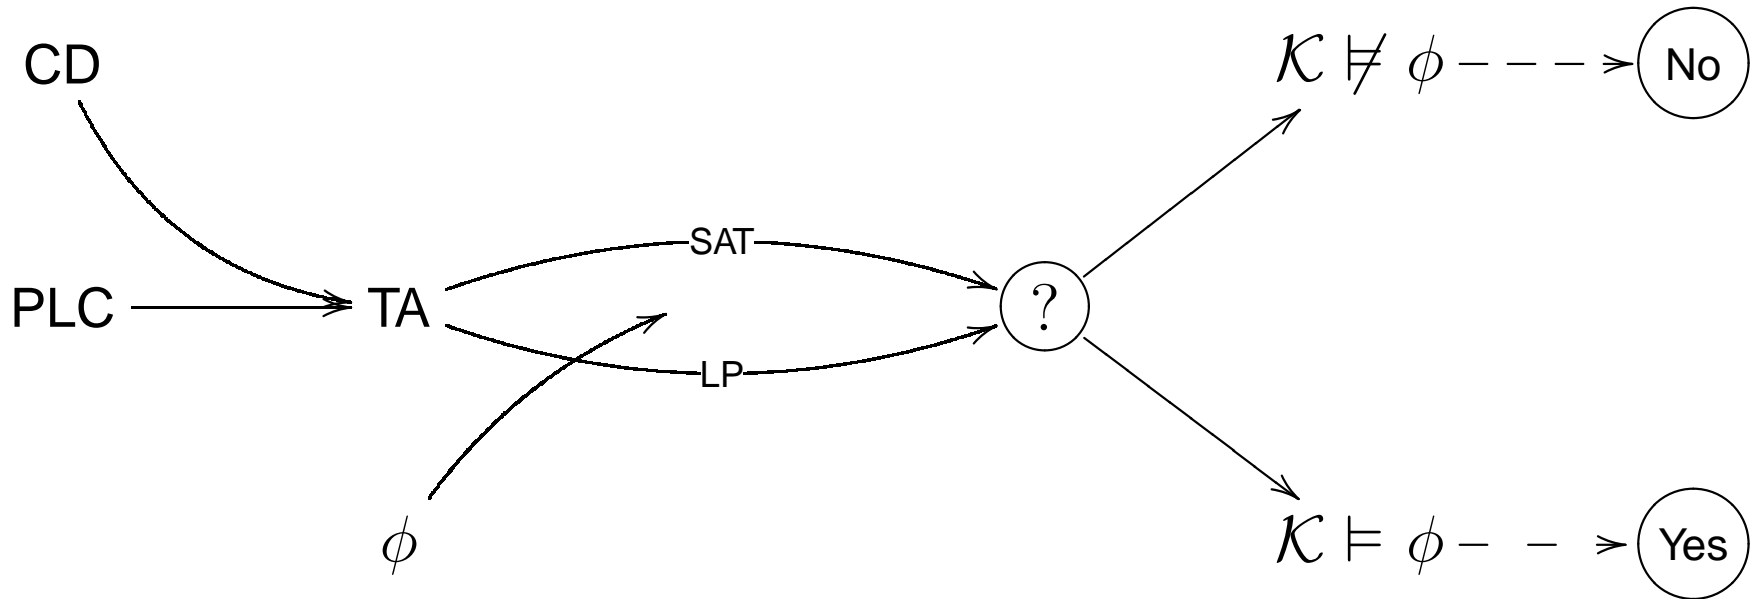 CD
𝒦 ⊭ ϕ
No
SAT
PLC
TA
?
LP
ϕ
𝒦 ⊨ ϕ
Yes